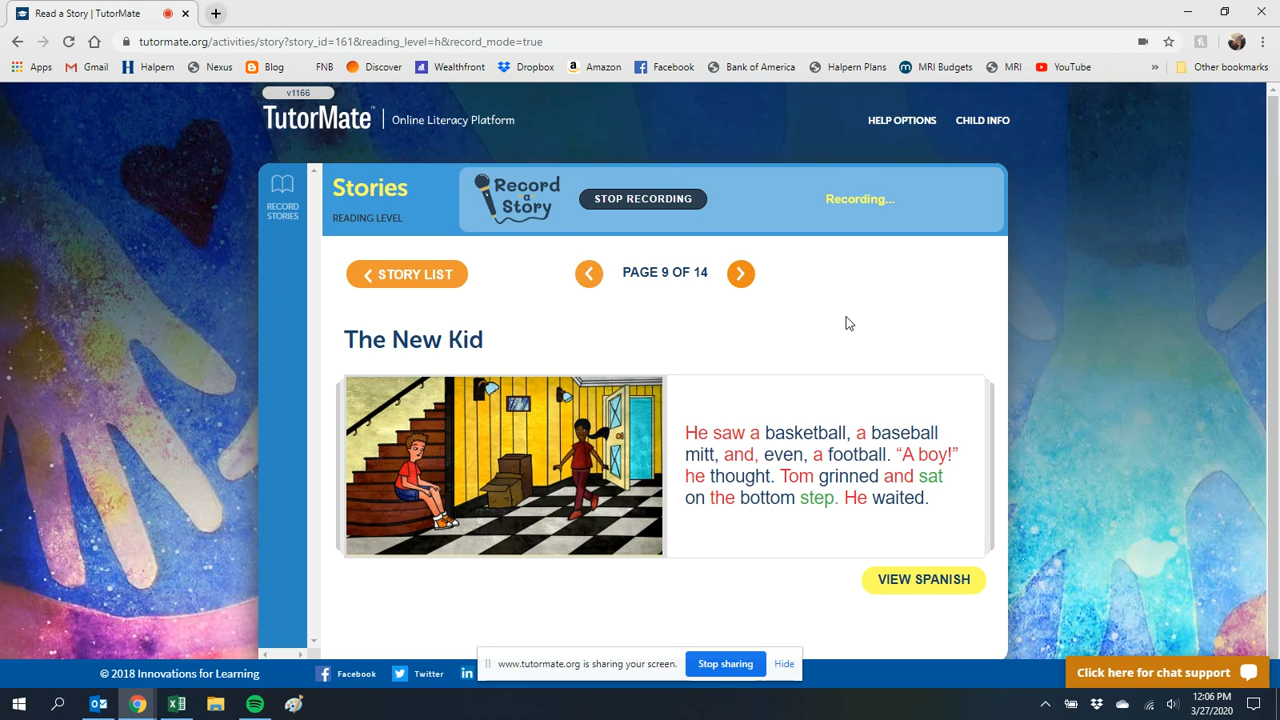 Read a Story | TutorMate
tutormate.org/activities/story?story_id=161&reading_level=h&record_mode=true
Apps Gmail Halpern Nexus Blog FNB Discover Wealthfront Dropbox Amazon Facebook Bank of America Halpern Plans MRI Budgets MRI YouTube » Other bookmarks
v1166
TutorMate™ | Online Literacy Platform
HELP OPTIONS CHILD INFO
RECORD
STORIES
Stories
READING LEVEL
Record
a
Story
STOP RECORDING
Recording...
STORY LIST
PAGE 9 OF 14
The New Kid
He saw a basketball, a baseball
mitt, and, even, a football. “A boy!”
he thought. Tom grinned and sat
on the bottom step. He waited.
VIEW SPANISH
www.tutormate.org is sharing your screen. Stop sharing Hide
© 2018 Innovations for Learning Facebook Twitter in
Click here for chat support
12:06 PM
3/27/2020